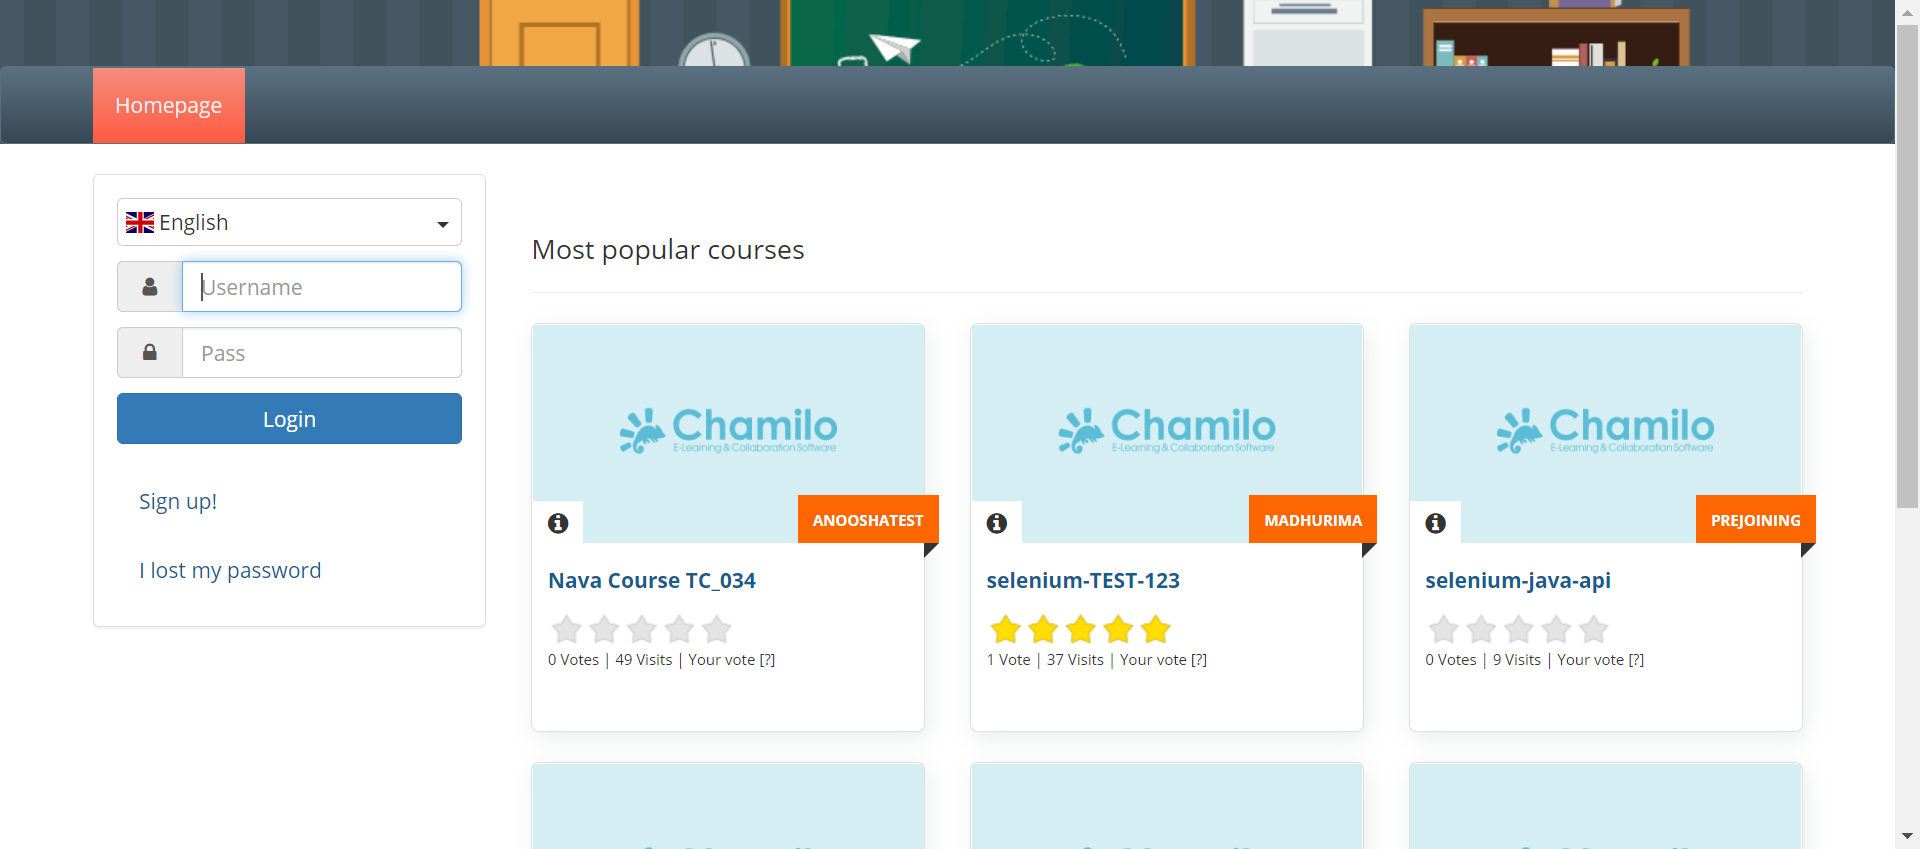 Homepage
English
Username
Pass
Login
Sign up!
I lost my password
Most popular courses
Chamilo
E-Learning & Collaboration Software
ANOOSHATEST
Nava Course TC_034
0 Votes | 49 Visits | Your vote [?]
Chamilo
E-Learning & Collaboration Software
MADHURIMA
selenium-TEST-123
1 Vote | 37 Visits | Your vote [?]
Chamilo
E-Learning & Collaboration Software
PREJOINING
selenium-java-api
0 Votes | 9 Visits | Your vote [?]